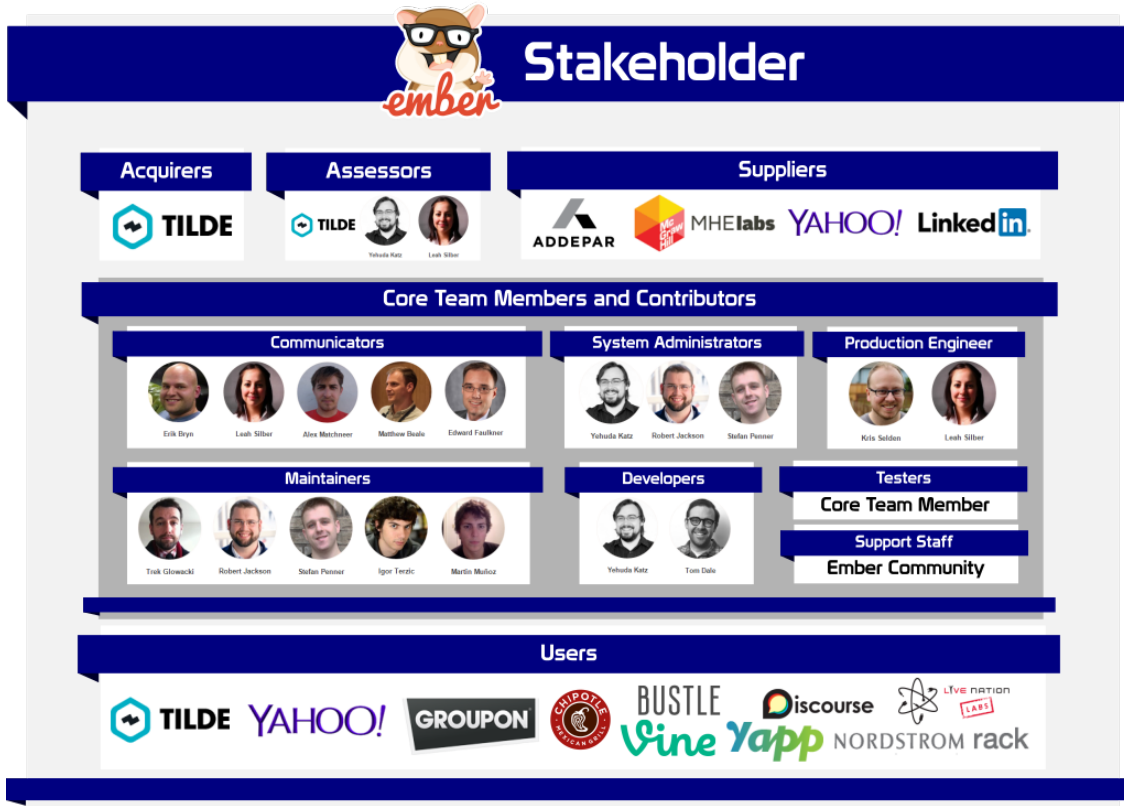 ember
Stakeholder
Acquirers
TILDE
Assessors
TILDE
Yehuda Katz
Leah Silber
Suppliers
ADDEPAR
Mc Graw Hill
MHElabs
YAHOO!
Linked in.
Core Team Members and Contributors
Communicators
Erik Bryn
Leah Silber
Alex Matchneer
Matthew Beale
Edward Faulkner
System Administrators
Yehuda Katz
Robert Jackson
Stefan Penner
Production Engineer
Kris Selden
Leah Silber
Maintainers
Trek Glowacki
Robert Jackson
Stefan Penner
Igor Terzic
Martin Muñoz
Developers
Yehuda Katz
Tom Dale
Testers
Core Team Member
Support Staff
Ember Community
Users
TILDE
YAHOO!
GROUPON
CHIPOTLE
MEXICAN GRILL
BUSTLE
Discourse
LIVE NATION
LABS
Vine
Yapp
NORDSTROM rack